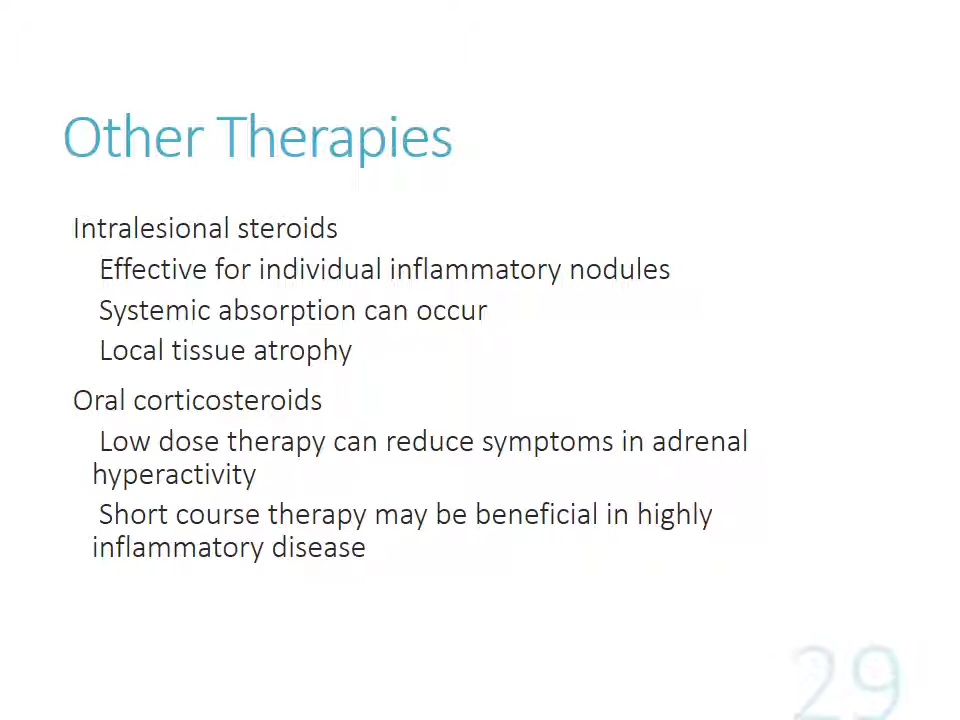 Other Therapies
Intralesional steroids
Effective for individual inflammatory nodules
Systemic absorption can occur
Local tissue atrophy
Oral corticosteroids
Low dose therapy can reduce symptoms in adrenal
hyperactivity
Short course therapy may be beneficial in highly
inflammatory disease
29